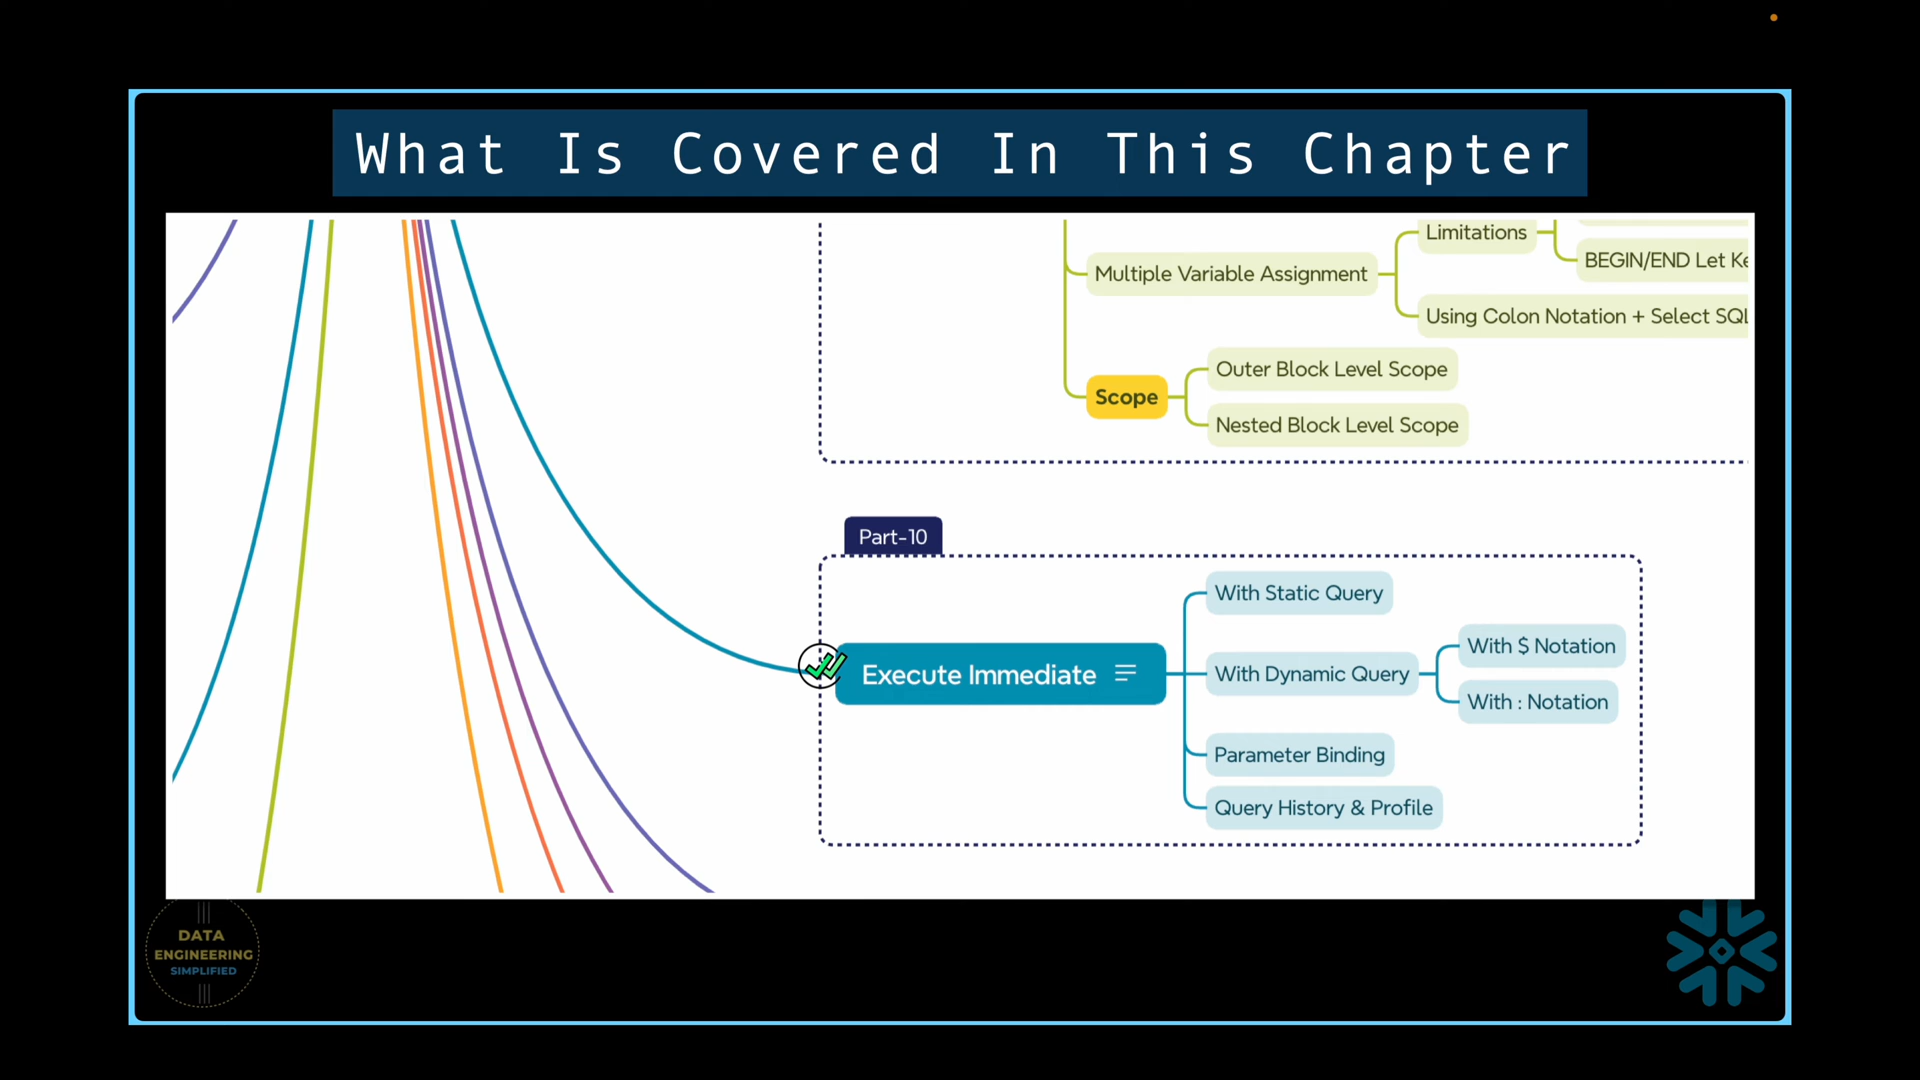 What Is Covered In This Chapter
Limitations
BEGIN/END Let Ke
Multiple Variable Assignment
Using Colon Notation + Select SQL
Outer Block Level Scope
Scope
Nested Block Level Scope
Part-10
With Static Query
With $ Notation
Execute Immediate
With Dynamic Query
With : Notation
Parameter Binding
Query History & Profile
DATA
ENGINEERING
SIMPLIFIED